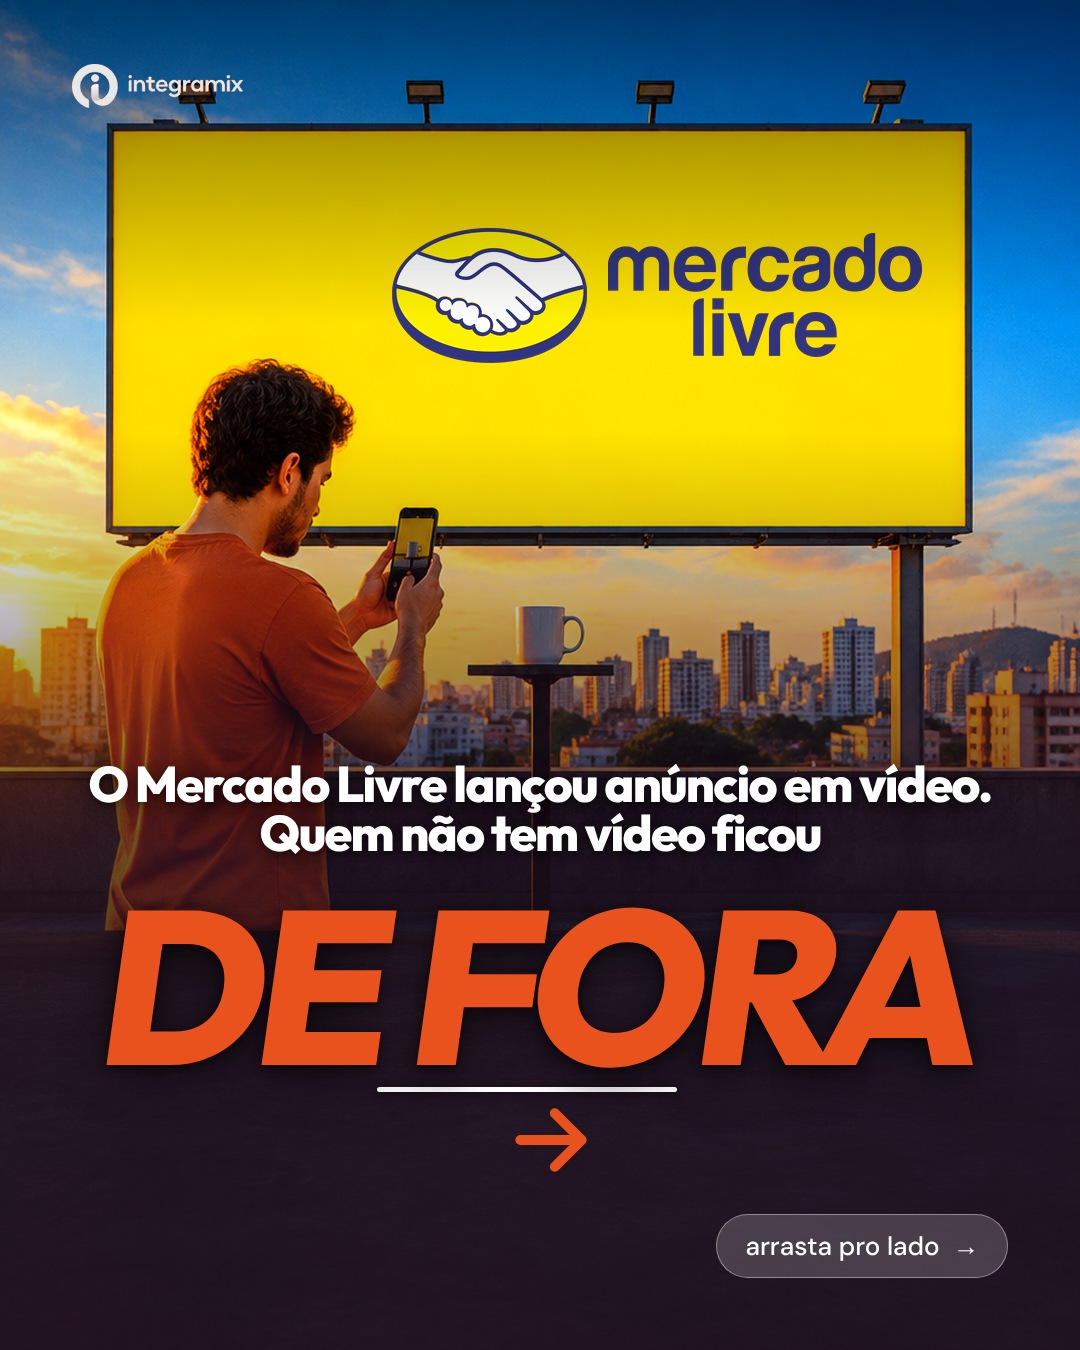 integramix
mercado
livre
O Mercado Livre lançou anúncio em vídeo.
Quem não tem vídeo ficou
DE FORA
→
arrasta pro lado →